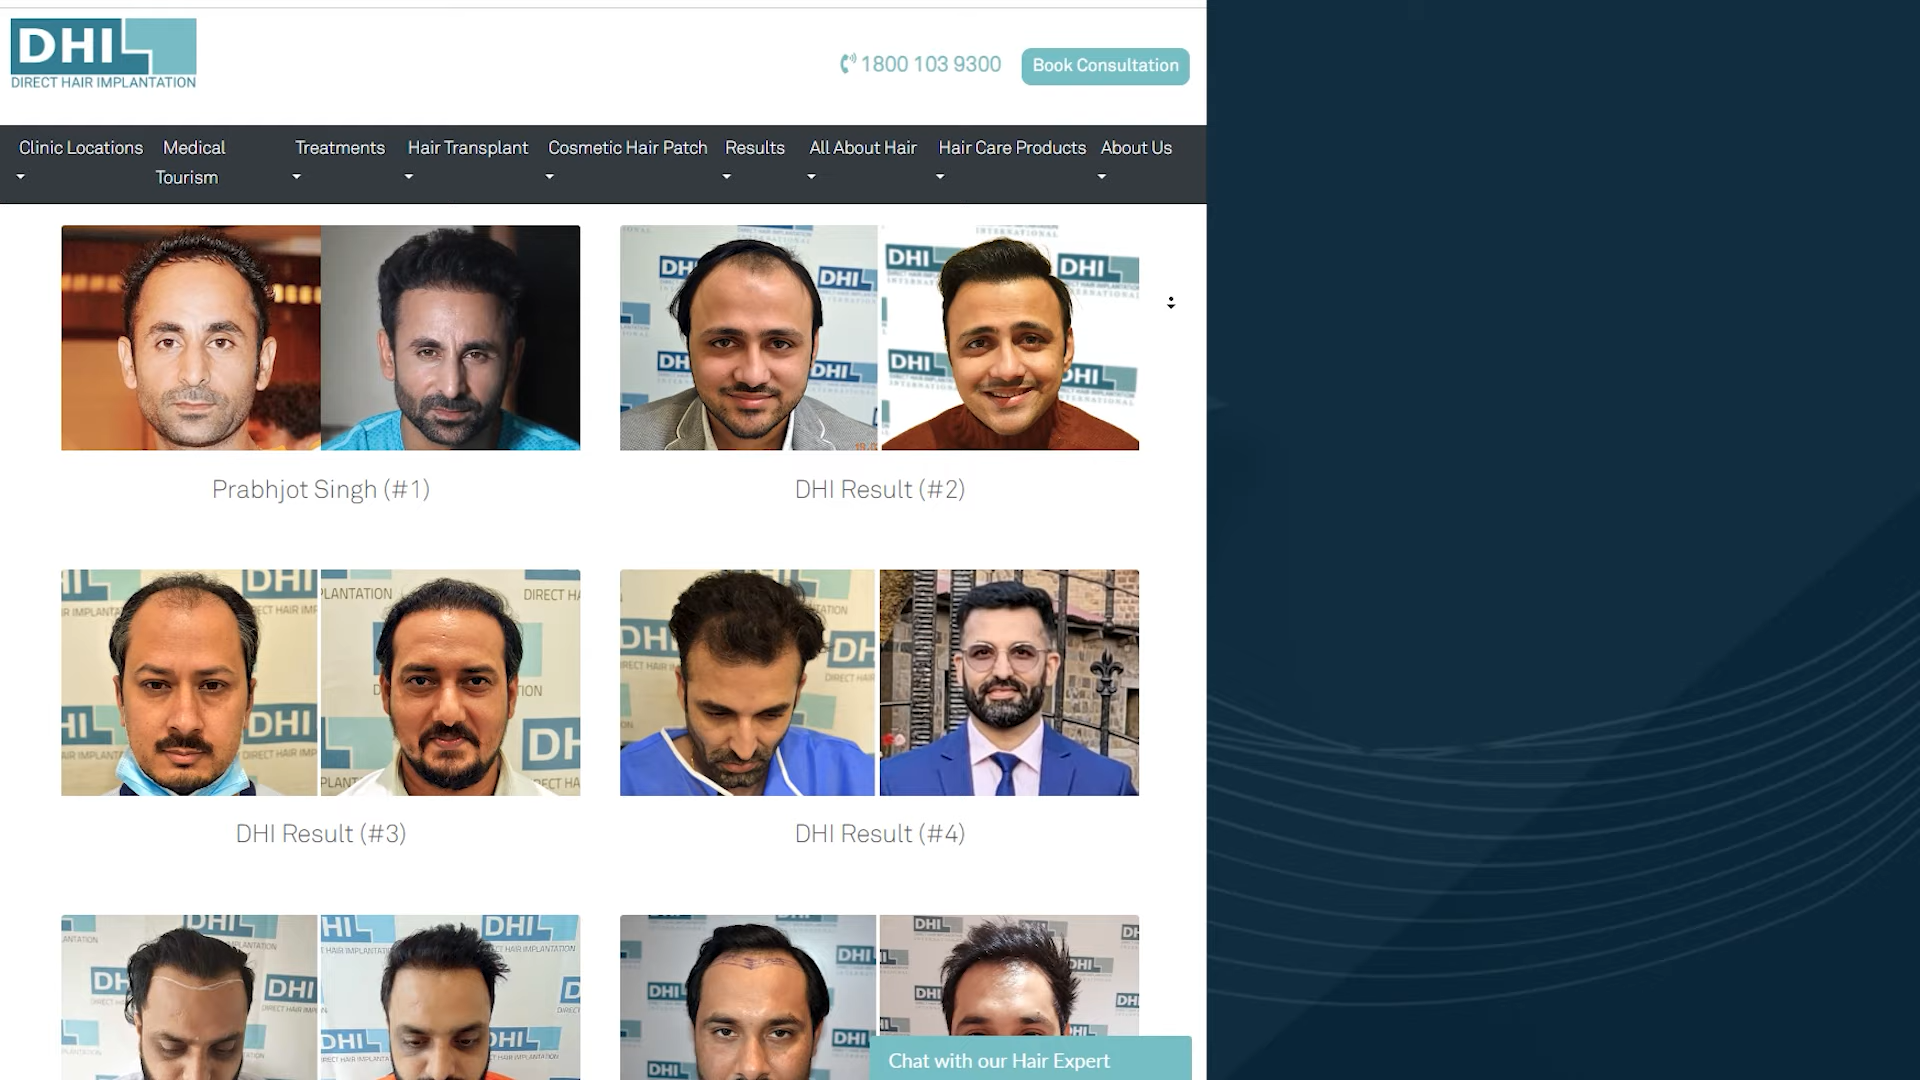 DHI
DIRECT HAIR IMPLANTATION
1800 103 9300
Book Consultation
Clinic Locations
Medical Tourism
Treatments
Hair Transplant
Cosmetic Hair Patch
Results
All About Hair
Hair Care Products
About Us
Prabhjot Singh (#1)
DHI Result (#2)
DHI Result (#3)
DHI Result (#4)
Chat with our Hair Expert